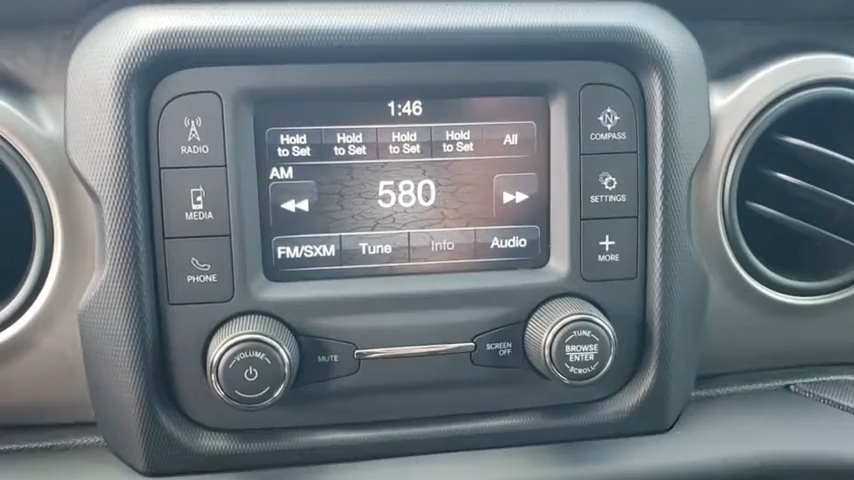 1:46
Hold to Set Hold to Set Hold to Set Hold to Set All
AM
580
FM/SXM Tune Info Audio
RADIO
MEDIA
PHONE
N
COMPASS
SETTINGS
MORE
VOLUME
MUTE
SCREEN OFF
TUNE
BROWSE
ENTER
SCROLL